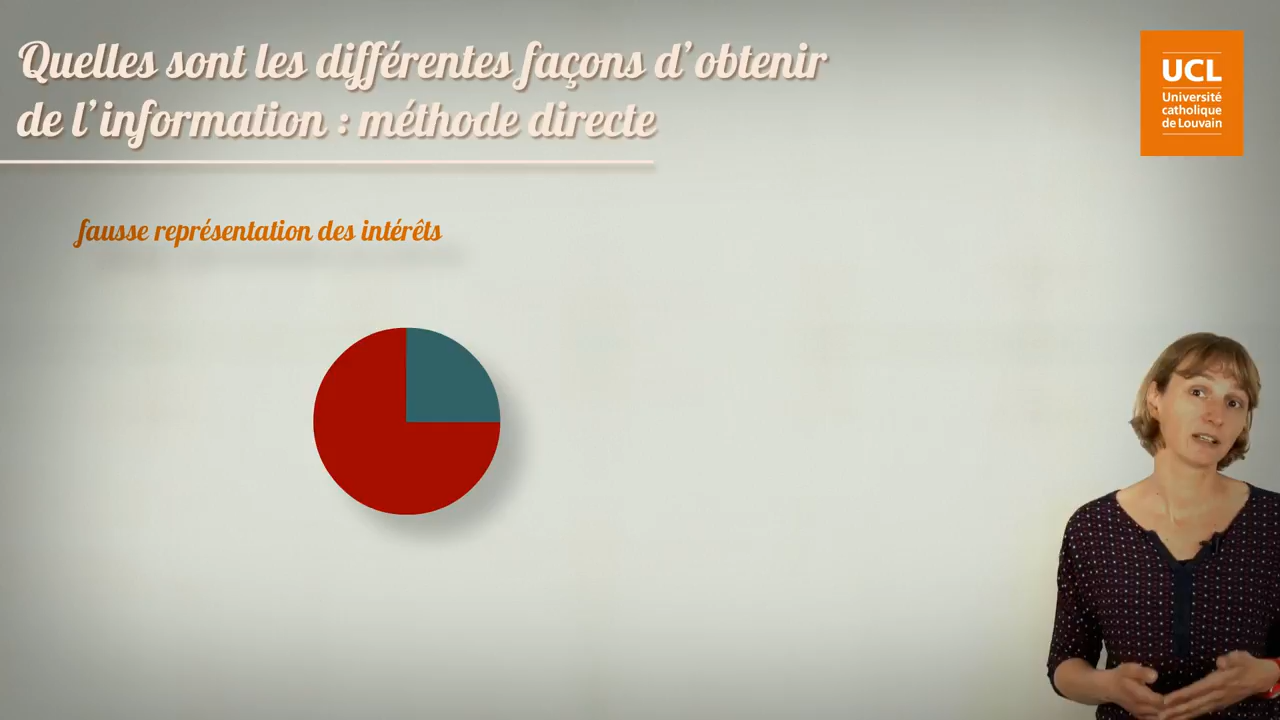 Quelles sont les différentes façons d'obtenir
de l'information : méthode directe
UCL
Université
catholique
de Louvain
fausse représentation des intérêts